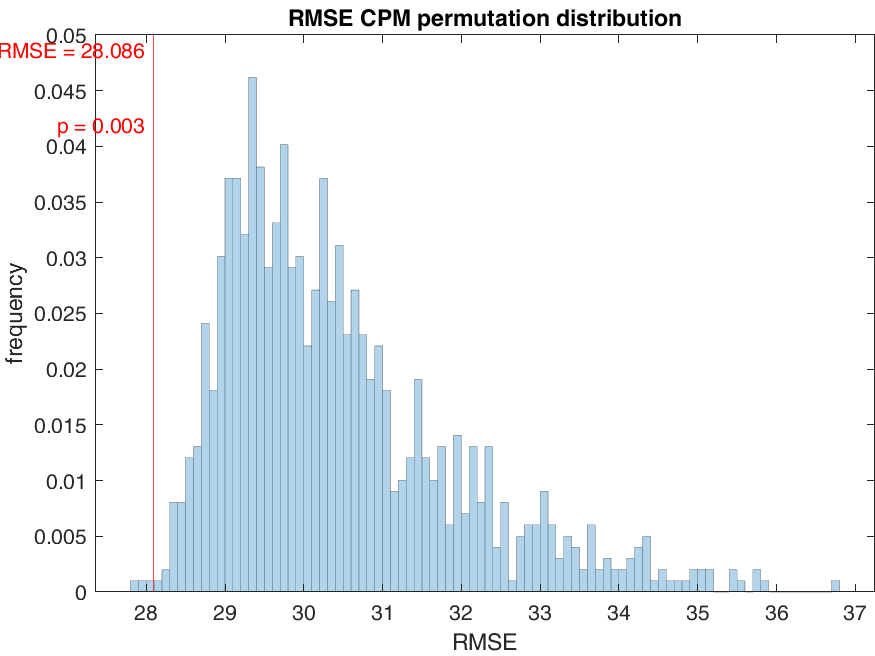 RMSE CPM permutation distribution
0.05
RMSE = 28.086
0.045
p = 0.003
0.04
0.035
0.03
0.025
0.02
0.015
0.01
0.005
0
frequency
28 29 30 31 32 33 34 35 36 37
RMSE